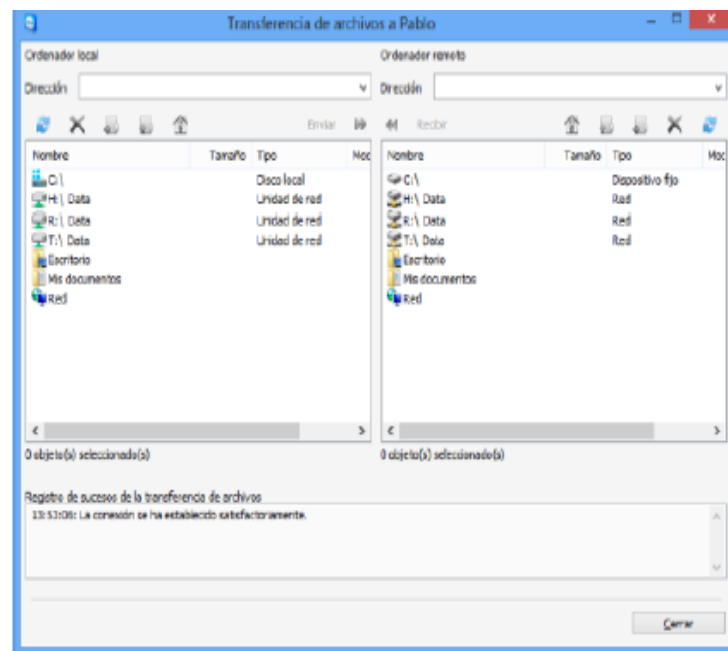 Transferencia de archivos a Pablo
Ordenador local
Dirección
Enviar
Nombre Tamaño Tipo Moc
C:\ Disco local
H:\ Data Unidad de red
R:\ Data Unidad de red
T:\ Data Unidad de red
Escritorio
Mis documentos
Red
0 objeto(s) seleccionado(s)
Ordenador remoto
Dirección
Recibir
Nombre Tamaño Tipo Moc
C:\ Dispositivo fijo
H:\ Data Red
R:\ Data Red
T:\ Data Red
Escritorio
Mis documentos
Red
0 objeto(s) seleccionado(s)
Registro de sucesos de la transferencia de archivos
13:53:06: La conexión se ha establecido satisfactoriamente.
Cerrar